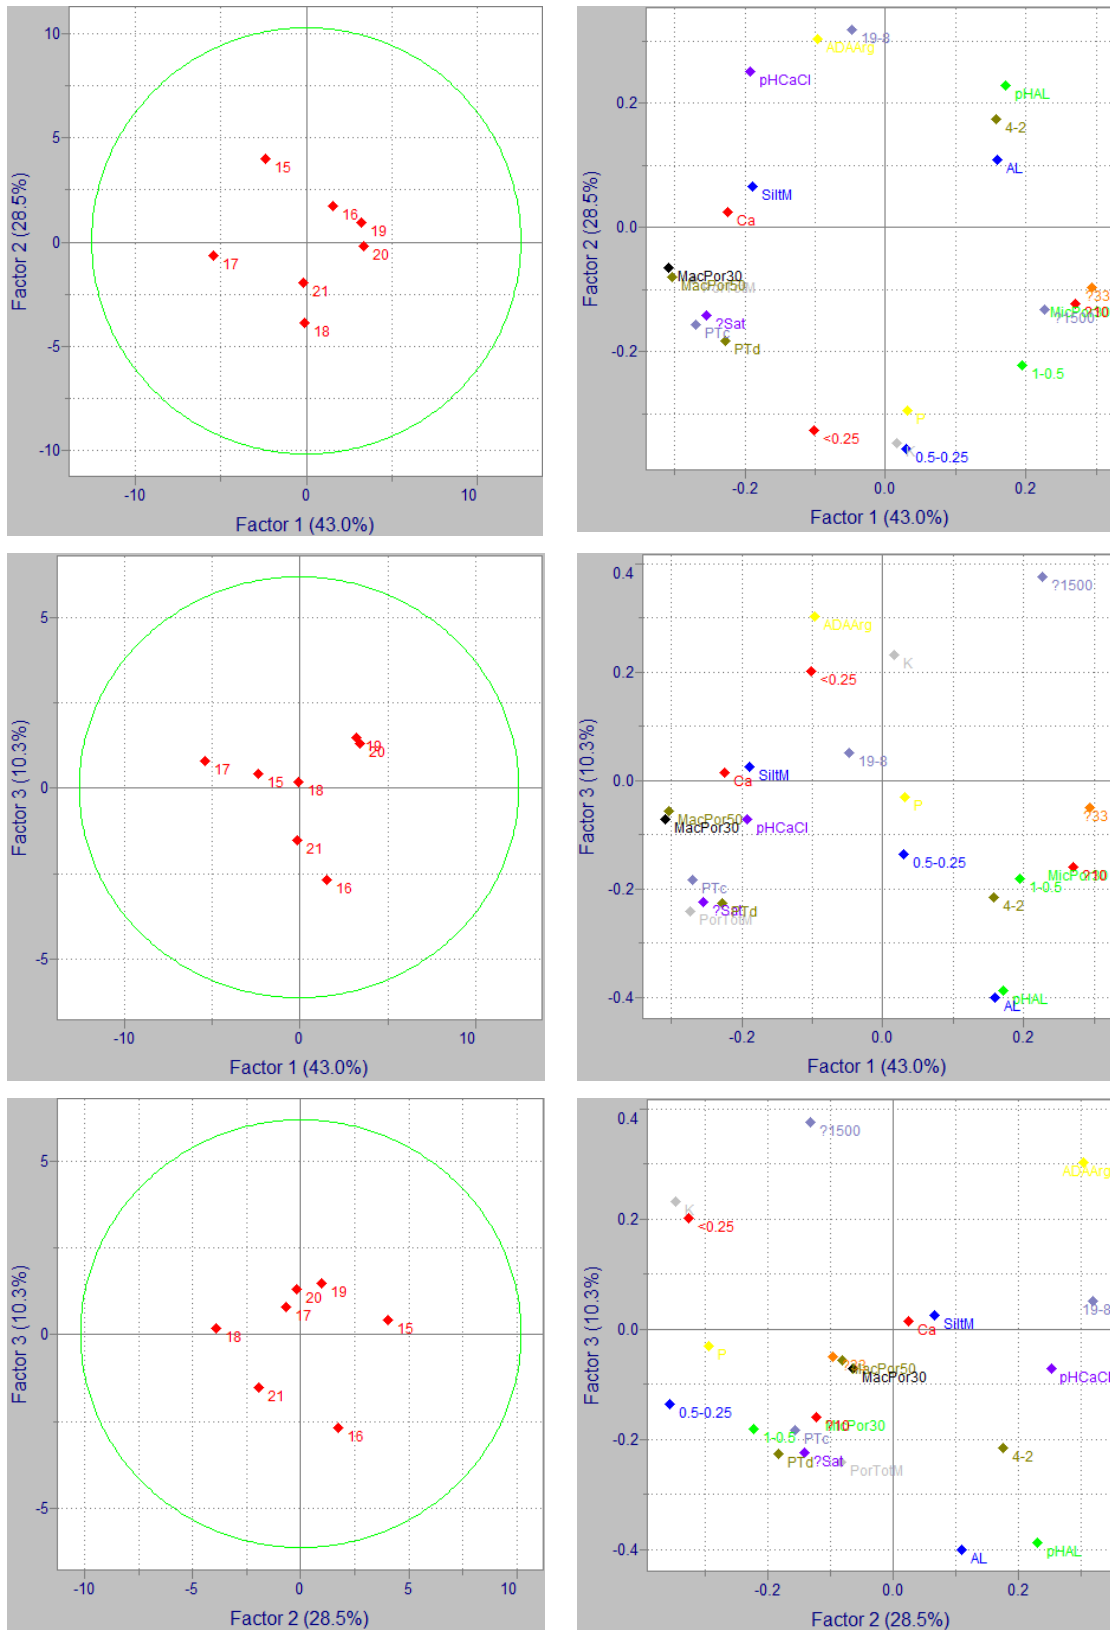 10
5
0
-5
-10
-10
0
10
Factor 2 (28.5%)
Factor 1 (43.0%)
15
16
19
20
17
21
18
0.2
0.0
-0.2
-0.2
0.0
0.2
Factor 2 (28.5%)
Factor 1 (43.0%)
19-8
ADAArg
pHCaCl
pHAL
4-2
AL
SiltM
Ca
MacPor30
MacPor50
PorTotM
?Sat
PTc
PTd
?33
?10
MicPor30
?1500
1-0.5
P
<0.25
K
0.5-0.25
5
0
-5
-10
0
10
Factor 3 (10.3%)
Factor 1 (43.0%)
19
20
17
15
18
21
16
0.4
0.2
0.0
-0.2
-0.4
-0.2
0.0
0.2
Factor 3 (10.3%)
Factor 1 (43.0%)
?1500
ADAArg
K
<0.25
19-8
SiltM
Ca
P
?33
MacPor50
MacPor30
pHCaCl
0.5-0.25
MicPor30
?10
1-0.5
PTc
4-2
?Sat
PTd
PorTotM
pHAL
AL
5
0
-5
-10
-5
0
5
10
Factor 3 (10.3%)
Factor 2 (28.5%)
19
20
17
15
18
21
16
0.4
0.2
0.0
-0.2
-0.4
-0.2
0.0
0.2
Factor 3 (10.3%)
Factor 2 (28.5%)
?1500
ADAArg
K
<0.25
19-8
SiltM
Ca
P
?33
MacPor50
MacPor30
pHCaCl
0.5-0.25
MicPor30
?10
1-0.5
PTc
4-2
PTd
?Sat
PorTotM
pHAL
AL